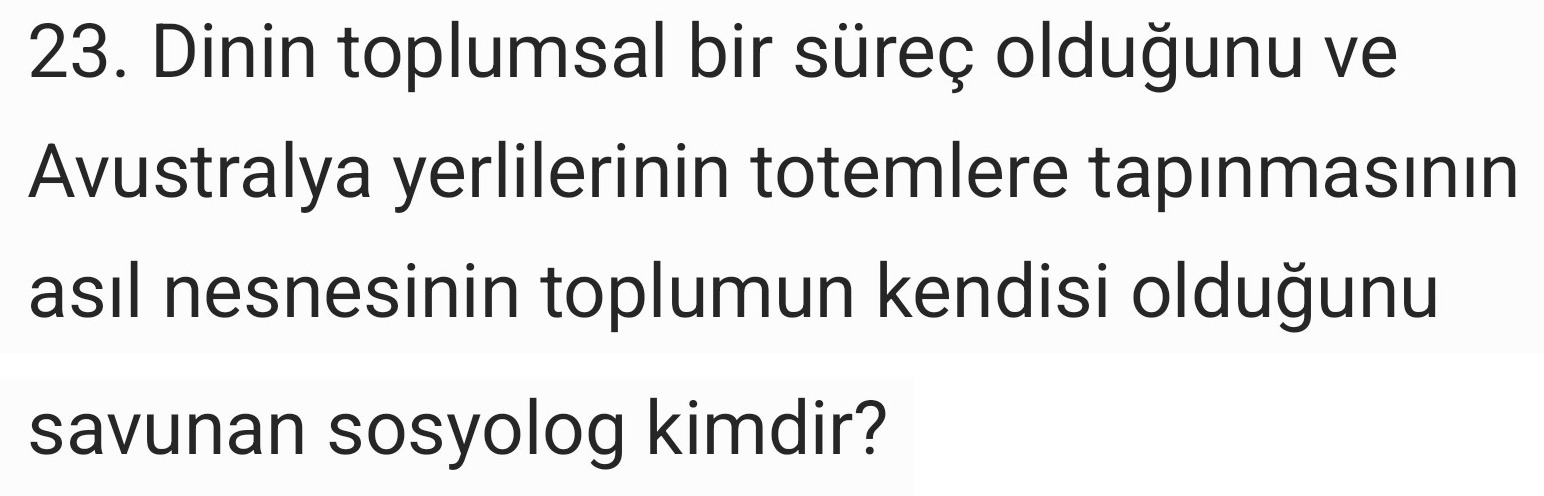 23. Dinin toplumsal bir süreç olduğunu ve
Avustralya yerlilerinin totemlere tapınmasının
asıl nesnesinin toplumun kendisi olduğunu
savunan sosyolog kimdir?